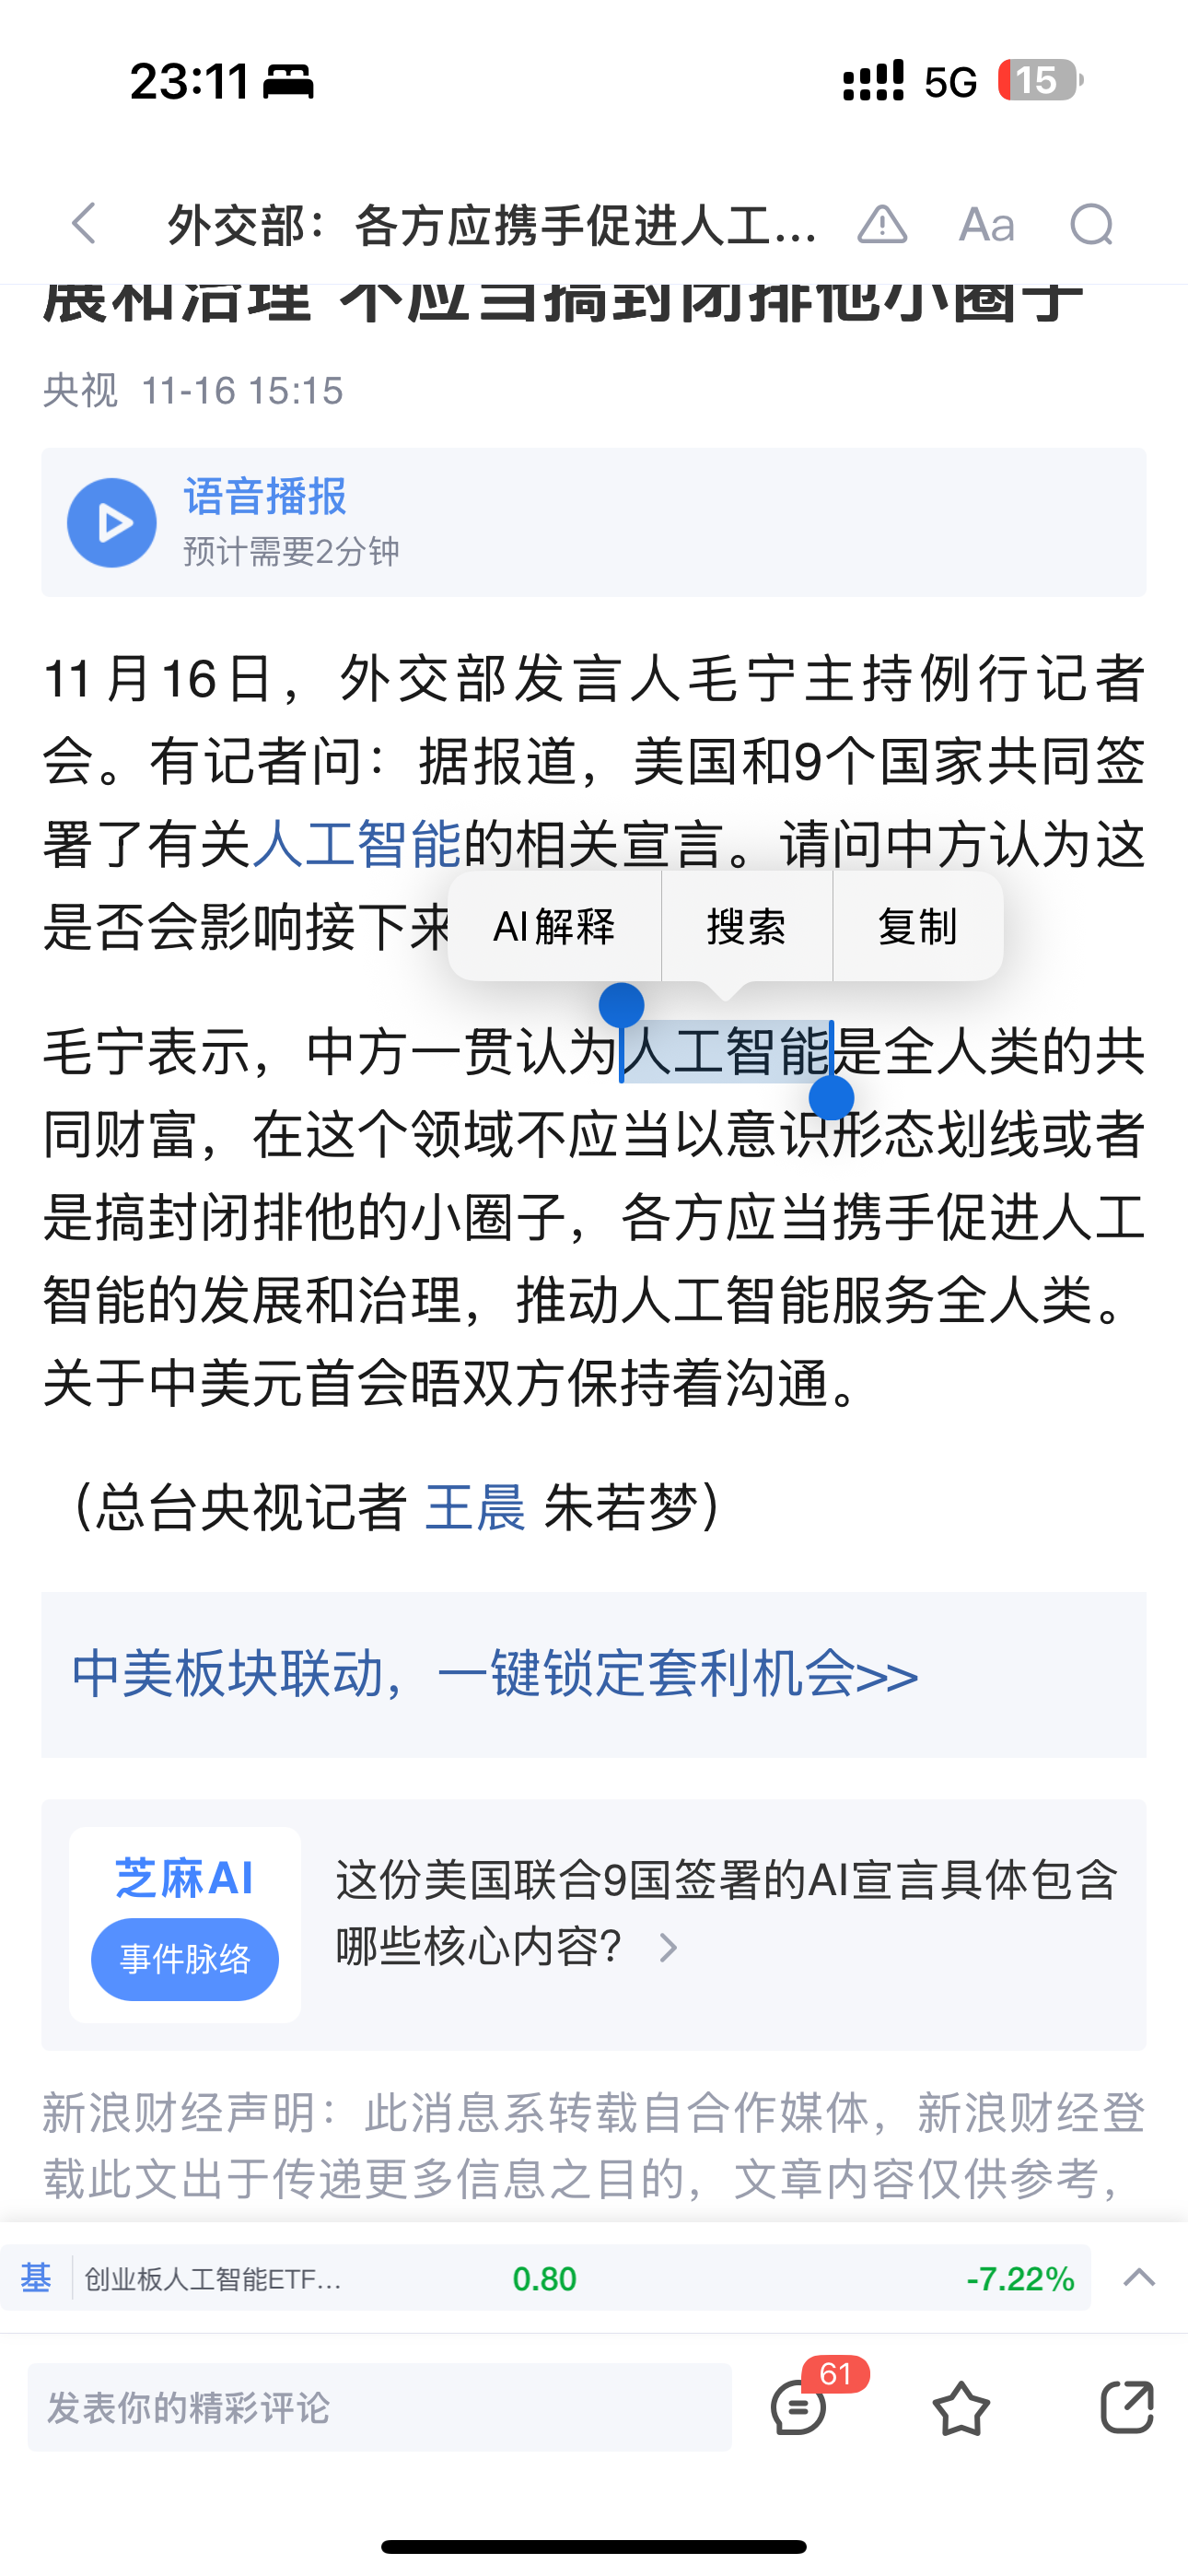 23:11
5G 15
外交部：各方应携手促进人工...
展和治理 不应当搞封闭排他小圈子
央视 11-16 15:15
语音播报
预计需要2分钟
11月16日，外交部发言人毛宁主持例行记者
会。有记者问：据报道，美国和9个国家共同签
署了有关人工智能的相关宣言。请问中方认为这
是否会影响接下来
AI解释 搜索 复制
毛宁表示，中方一贯认为人工智能是全人类的共
同财富，在这个领域不应当以意识形态划线或者
是搞封闭排他的小圈子，各方应当携手促进人工
智能的发展和治理，推动人工智能服务全人类。
关于中美元首会晤双方保持着沟通。
（总台央视记者 王晨 朱若梦）
中美板块联动，一键锁定套利机会>>
芝麻AI
事件脉络
这份美国联合9国签署的AI宣言具体包含
哪些核心内容？
新浪财经声明：此消息系转载自合作媒体，新浪财经登
载此文出于传递更多信息之目的，文章内容仅供参考，
基 创业板人工智能ETF... 0.80 -7.22%
发表你的精彩评论
61
Aa